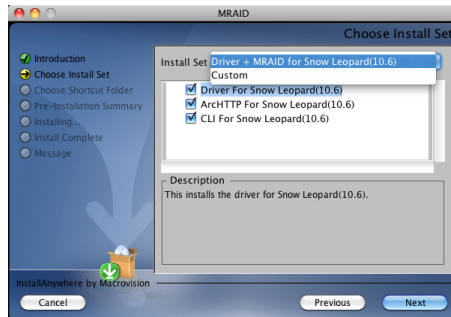 MRAID
Choose Install Set
Introduction
Choose Install Set
Choose Shortcut Folder
Pre-Installation Summary
Installing...
Install Complete
Message
Install Set
Driver + MRAID for Snow Leopard(10.6)
Custom
Driver For Snow Leopard(10.6)
ArcHTTP For Snow Leopard(10.6)
CLI For Snow Leopard(10.6)
Description
This installs the driver for Snow Leopard(10.6).
InstallAnywhere by Macrovision
Cancel
Previous
Next